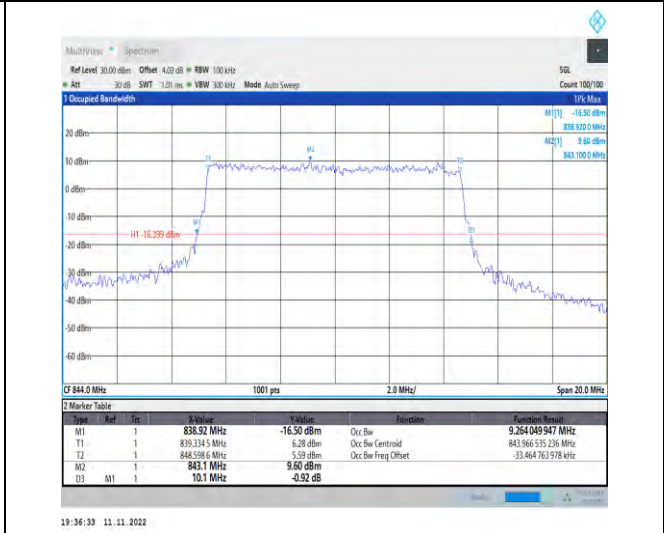 MultiView Spectrum
Ref Level 30.00 dBm Offset 4.03 dB RBW 100 kHz SGL
Att 30 dB SWT 1.01 ms VBW 300 kHz Mode Auto Sweep Count 100/100
1 Occupied Bandwidth 1Pk Max
M1[1] -16.50 dBm
838.920 0 MHz
M2[1] 9.60 dBm
843.100 0 MHz
20 dBm
M2
10 dBm
T1
T2
0 dBm
-10 dBm
M1
H1 -16.399 dBm
D3
-20 dBm
-30 dBm
-40 dBm
-50 dBm
-60 dBm
CF 844.0 MHz 1001 pts 2.0 MHz/ Span 20.0 MHz
2 Marker Table
Type Ref Trc X-Value Y-Value Function Function Result
M1 1 838.92 MHz -16.50 dBm Occ Bw 9.264 049 947 MHz
T1 1 839.334 5 MHz 6.28 dBm Occ Bw Centroid 843.966 535 236 MHz
T2 1 848.598 6 MHz 5.59 dBm Occ Bw Freq Offset -33.464 763 978 kHz
M2 1 843.1 MHz 9.60 dBm
D3 M1 1 10.1 MHz -0.92 dB
19:36:33 11.11.2022